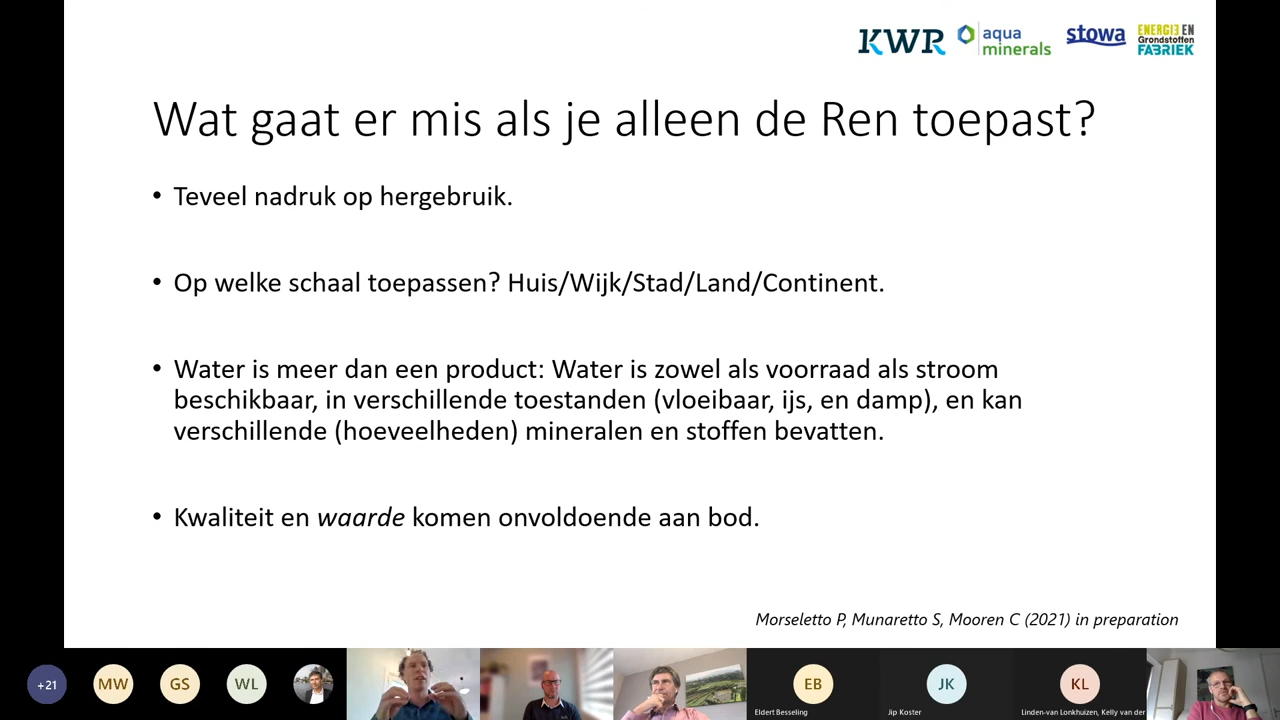 KWR
aqua
minerals
stowa
ENERGIE EN
Grondstoffen
FABRIEK
Wat gaat er mis als je alleen de Ren toepast?
• Teveel nadruk op hergebruik.
• Op welke schaal toepassen? Huis/Wijk/Stad/Land/Continent.
• Water is meer dan een product: Water is zowel als voorraad als stroom
beschikbaar, in verschillende toestanden (vloeibaar, ijs, en damp), en kan
verschillende (hoeveelheden) mineralen en stoffen bevatten.
• Kwaliteit en waarde komen onvoldoende aan bod.
Morseletto P, Munaretto S, Mooren C (2021) in preparation
+21
MW
GS
WL
EB
JK
KL
Eldert Besseling
Jip Koster
Linden-van Lonkhuizen, Kelly van der